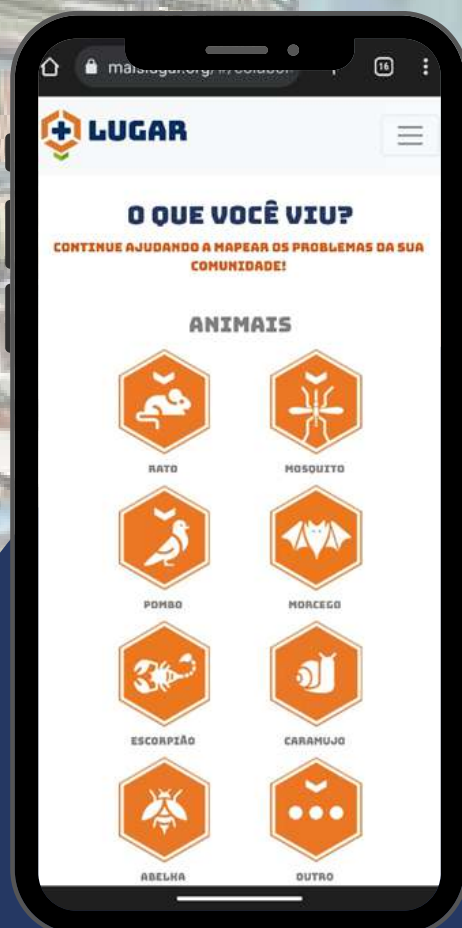 16
LUGAR
O QUE VOCÊ VIU?
CONTINUE AJUDANDO A MAPEAR OS PROBLEMAS DA SUA
COMUNIDADE!
ANIMAIS
RATO MOSQUITO
POMBO MORCEGO
ESCORPIÃO CARAMUJO
ABELHA OUTRO